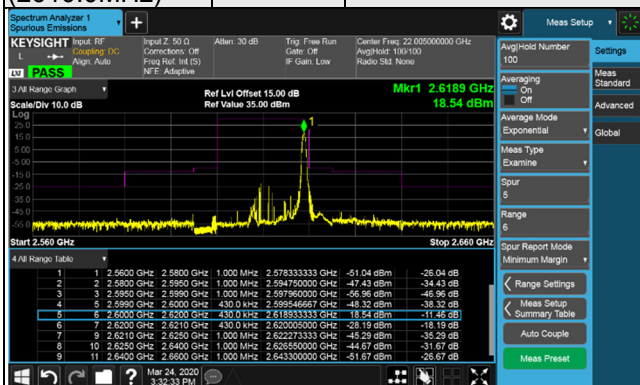 Spectrum Analyzer 1
Spurious Emissions
Meas Setup
KEYSIGHT
L
LXI PASS
Input: RF
Coupling: DC
Align: Auto
Input Z: 50 Ω
Corrections: Off
Freq Ref: Int (S)
NFE: Adaptive
Atten: 30 dB
Trig: Free Run
Gate: Off
IF Gain: Low
Center Freq: 22.005000000 GHz
Avg|Hold: 100/100
Radio Std: None
3 All Range Graph
Scale/Div 10.0 dB
Ref Lvl Offset 15.00 dB
Ref Value 35.00 dBm
Mkr1 2.6189 GHz
18.54 dBm
Log
25.0
15.0
5.00
-5.00
-15.0
-25.0
-35.0
-45.0
-55.0
1
Start 2.560 GHz
Stop 2.660 GHz
4 All Range Table
1 1 2.5600 GHz 2.5800 GHz 1.000 MHz 2.578333333 GHz -51.04 dBm -26.04 dB
2 2 2.5800 GHz 2.5950 GHz 1.000 MHz 2.594750000 GHz -47.43 dBm -34.43 dB
3 3 2.5950 GHz 2.5990 GHz 1.000 MHz 2.597960000 GHz -56.96 dBm -46.96 dB
4 5 2.5990 GHz 2.6000 GHz 430.0 kHz 2.599546667 GHz -48.32 dBm -38.32 dB
5 6 2.6000 GHz 2.6200 GHz 430.0 kHz 2.618933333 GHz 18.54 dBm -11.46 dB
6 7 2.6200 GHz 2.6210 GHz 430.0 kHz 2.620005000 GHz -28.19 dBm -18.19 dB
7 9 2.6210 GHz 2.6250 GHz 1.000 MHz 2.622273333 GHz -45.29 dBm -35.29 dB
8 10 2.6250 GHz 2.6400 GHz 1.000 MHz 2.626550000 GHz -44.67 dBm -31.67 dB
9 11 2.6400 GHz 2.6600 GHz 1.000 MHz 2.643300000 GHz -51.67 dBm -26.67 dB
Mar 24, 2020
3:32:33 PM
Avg|Hold Number
100
Averaging
On
Off
Average Mode
Exponential
Meas Type
Examine
Spur
5
Range
6
Spur Report Mode
Minimum Margin
Range Settings
Meas Setup
Summary Table
Auto Couple
Meas Preset
Settings
Meas
Standard
Advanced
Global